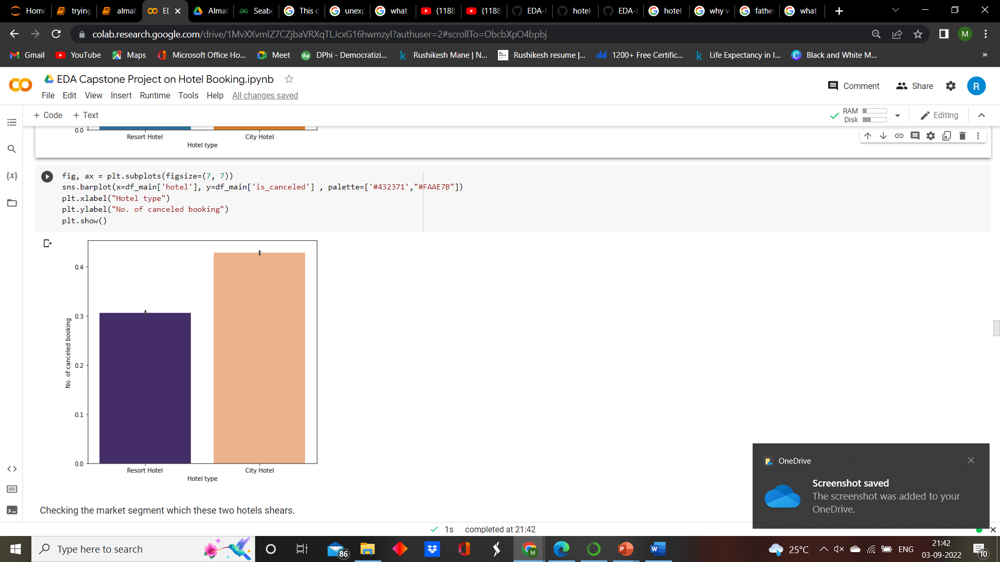 Home
trying
almab
ED
Almab
Seabo
This d
unexp
what
(1188
(1188
EDA-H
hotel-
EDA-H
hotel
why w
father
what
colab.research.google.com/drive/1MvXXvmIZ7CZjbaVRXqTLJcxG16hwmzyI?authuser=2#scrollTo=ObcbXpO4bpbj
M
Gmail
YouTube
Maps
Microsoft Office Ho...
Meet
DPhi - Democratizi...
Rushikesh Mane | N...
Rushikesh resume |...
dd 1200+ Free Certific...
Life Expectancy in I...
Black and White M...
»
EDA Capstone Project on Hotel Booking.ipynb
Comment
Share
R
File Edit View Insert Runtime Tools Help All changes saved
+ Code + Text
RAM
Disk
Editing
0.0
Resort Hotel
City Hotel
Hotel type
{x}
fig, ax = plt.subplots(figsize=(7, 7))
sns.barplot(x=df_main['hotel'], y=df_main['is_canceled'] , palette=['#432371',"#FAAE7B"])
plt.xlabel("Hotel type")
plt.ylabel("No. of canceled booking")
plt.show()
0.4
0.3
0.2
0.1
0.0
No. of canceled booking
Resort Hotel
City Hotel
Hotel type
Checking the market segment which these two hotels shears.
OneDrive
Screenshot saved
The screenshot was added to your
OneDrive.
1s completed at 21:42
Type here to search
86
25°C
ENG
21:42
03-09-2022
10